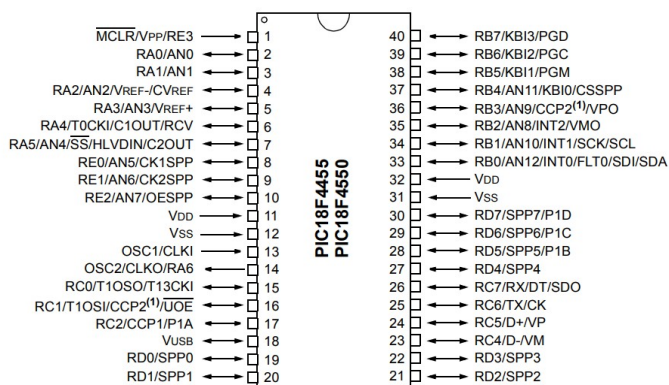 MCLR/VPP/RE3 1 40 RB7/KBI3/PGD
RA0/AN0 2 39 RB6/KBI2/PGC
RA1/AN1 3 38 RB5/KBI1/PGM
RA2/AN2/VREF-/CVREF 4 37 RB4/AN11/KBI0/CSSPP
RA3/AN3/VREF+ 5 36 RB3/AN9/CCP2(1)/VPO
RA4/T0CKI/C1OUT/RCV 6 35 RB2/AN8/INT2/VMO
RA5/AN4/SS/HLVDIN/C2OUT 7 34 RB1/AN10/INT1/SCK/SCL
RE0/AN5/CK1SPP 8 33 RB0/AN12/INT0/FLT0/SDI/SDA
RE1/AN6/CK2SPP 9 32 VDD
RE2/AN7/OESPP 10 31 VSS
VDD 11 30 RD7/SPP7/P1D
VSS 12 29 RD6/SPP6/P1C
OSC1/CLKI 13 28 RD5/SPP5/P1B
OSC2/CLKO/RA6 14 27 RD4/SPP4
RC0/T1OSO/T13CKI 15 26 RC7/RX/DT/SDO
RC1/T1OSI/CCP2(1)/UOE 16 25 RC6/TX/CK
RC2/CCP1/P1A 17 24 RC5/D+/VP
VUSB 18 23 RC4/D-/VM
RD0/SPP0 19 22 RD3/SPP3
RD1/SPP1 20 21 RD2/SPP2
PIC18F4455
PIC18F4550